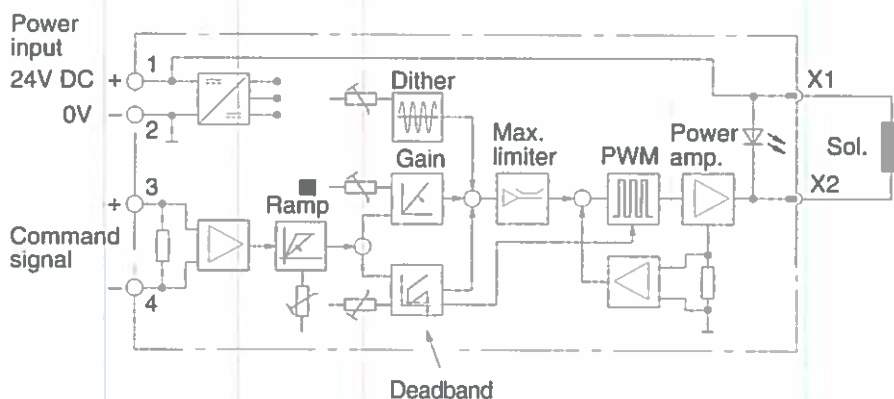 Power
input
24V DC + 1
0V − 2
+ 3
Command
signal
− 4
Dither
Gain
Ramp
Max.
limiter
PWM
Power
amp.
X1
Sol.
X2
Deadband